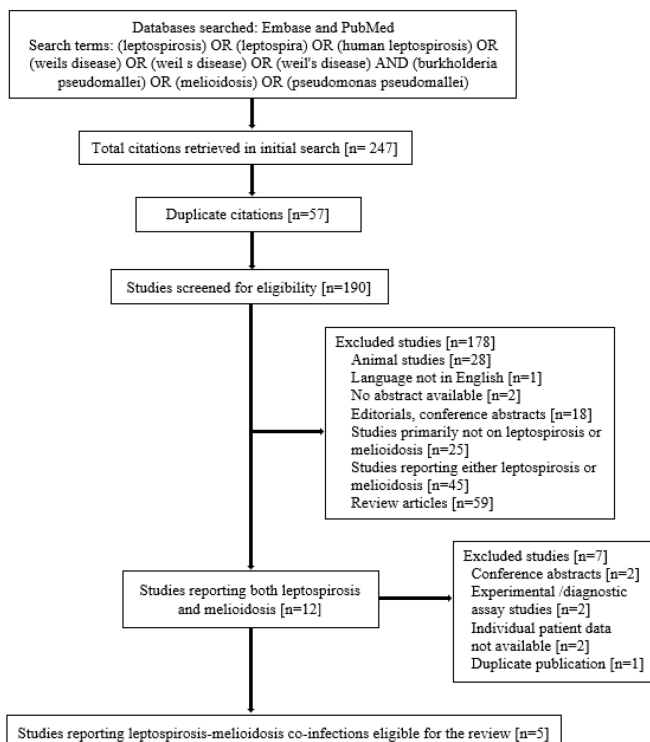 Databases searched: Embase and PubMed
Search terms: (leptospirosis) OR (leptospira) OR (human leptospirosis) OR
(weils disease) OR (weil s disease) OR (weil's disease) AND (burkholderia
pseudomallei) OR (melioidosis) OR (pseudomonas pseudomallei)
Total citations retrieved in initial search [n= 247]
Duplicate citations [n=57]
Studies screened for eligibility [n=190]
Excluded studies [n=178]
Animal studies [n=28]
Language not in English [n=1]
No abstract available [n=2]
Editorials, conference abstracts [n=18]
Studies primarily not on leptospirosis or
melioidosis [n=25]
Studies reporting either leptospirosis or
melioidosis [n=45]
Review articles [n=59]
Studies reporting both leptospirosis
and melioidosis [n=12]
Excluded studies [n=7]
Conference abstracts [n=2]
Experimental /diagnostic
assay studies [n=2]
Individual patient data
not available [n=2]
Duplicate publication [n=1]
Studies reporting leptospirosis-melioidosis co-infections eligible for the review [n=5]